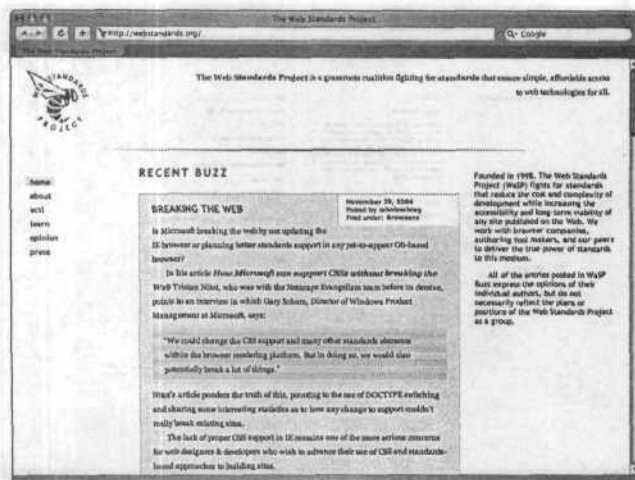 The Web Standards Project
http://webstandards.org/
Q- Google
The Web Standards Project
WEB STANDARDS PROJECT
The Web Standards Project is a grassroots coalition fighting for standards that ensure simple, affordable access
to web technologies for all.
home
about
act!
learn
opinion
press
RECENT BUZZ
BREAKING THE WEB
November 29, 2004
Posted by
Filed under: Browsers
Is Microsoft breaking the web by not updating the
IE browser or planning better standards support in any yet-to-appear OS-based
browser?
In his article How Microsoft can support CSS2 without breaking the
Web Tristan Nitot, who was with the Netscape Evangelism team before its demise,
points to an interview in which Gary Schare, Director of Windows Product
Management at Microsoft, says:
"We could change the CSS support and many other standards elements
within the browser rendering platform. But in doing so, we would also
potentially break a lot of things."
Nitot's article ponders the truth of this, pointing to the use of DOCTYPE switching
and sharing some interesting statistics as to how any change to support couldn't
really break existing sites.
The lack of proper CSS support in IE remains one of the more serious concerns
for web designers & developers who wish to advance their use of CSS and standards-
based approaches to building sites.
Founded in 1998, The Web Standards
Project (WaSP) fights for standards
that reduce the cost and complexity of
development while increasing the
accessibility and long-term viability of
any site published on the Web. We
work with browser companies,
authoring tool makers, and our peers
to deliver the true power of standards
to this medium.
All of the entries posted in WaSP
Buzz express the opinions of their
individual authors, but do not
necessarily reflect the plans or
positions of the Web Standards Project
as a group.